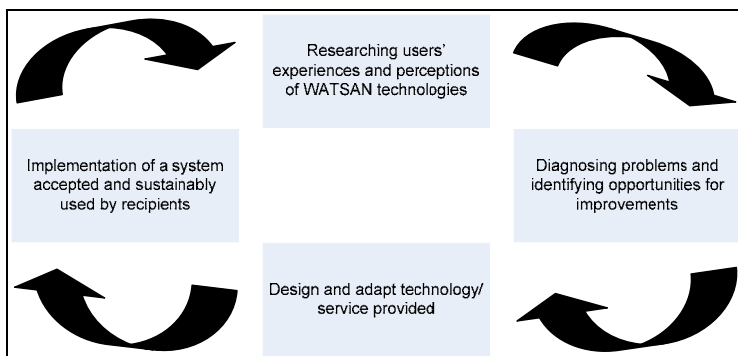 Researching users'
experiences and perceptions
of WATSAN technologies
Implementation of a system
accepted and sustainably
used by recipients
Diagnosing problems and
identifying opportunities for
improvements
Design and adapt technology/
service provided